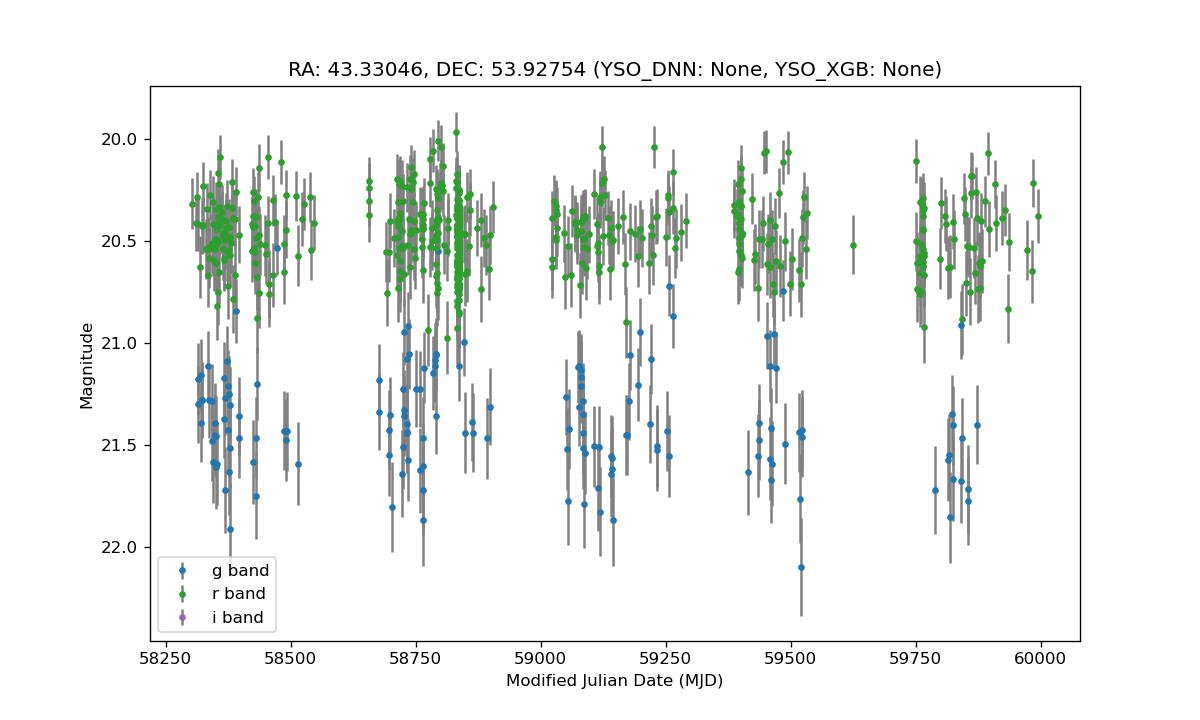 RA: 43.33046, DEC: 53.92754 (YSO_DNN: None, YSO_XGB: None)
20.0
20.5
21.0
21.5
22.0
Magnitude
g band
r band
i band
58250 58500 58750 59000 59250 59500 59750 60000
Modified Julian Date (MJD)